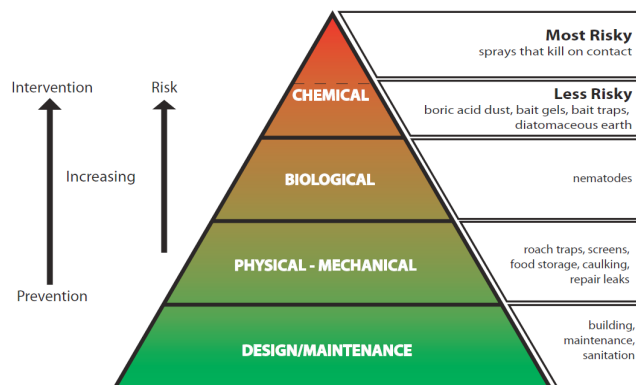 Most Risky
sprays that kill on contact
Intervention
Risk
Less Risky
CHEMICAL
boric acid dust, bait gels, bait traps,
diatomaceous earth
Increasing
BIOLOGICAL
nematodes
roach traps, screens,
food storage, caulking,
repair leaks
PHYSICAL - MECHANICAL
Prevention
building,
maintenance,
sanitation
DESIGN/MAINTENANCE